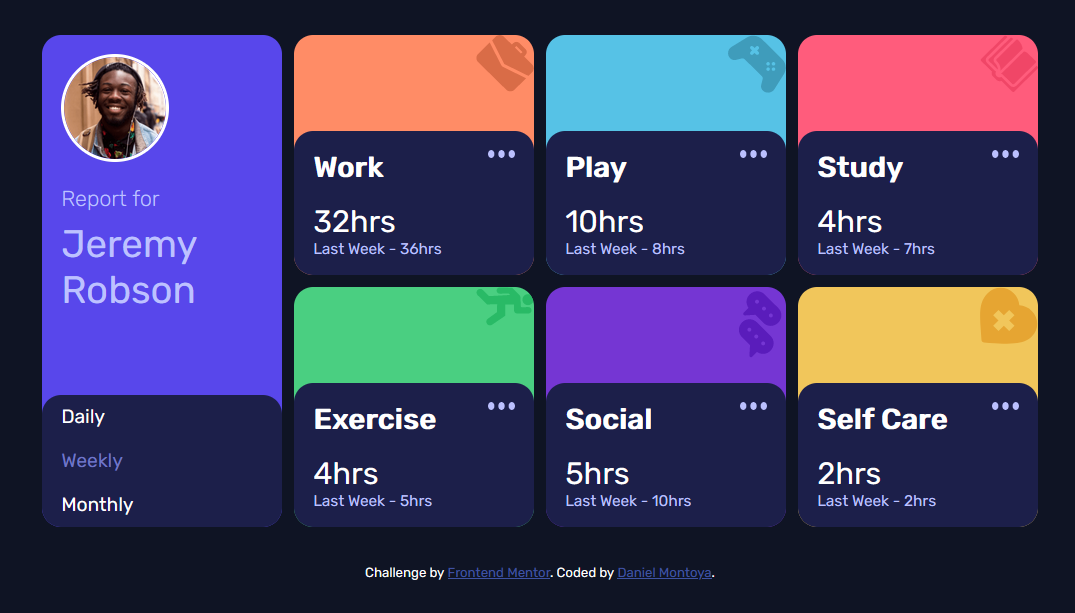 Report for
Jeremy
Robson
Daily
Weekly
Monthly
Work
32hrs
Last Week - 36hrs
Play
10hrs
Last Week - 8hrs
Study
4hrs
Last Week - 7hrs
Exercise
4hrs
Last Week - 5hrs
Social
5hrs
Last Week - 10hrs
Self Care
2hrs
Last Week - 2hrs
Challenge by Frontend Mentor. Coded by Daniel Montoya.